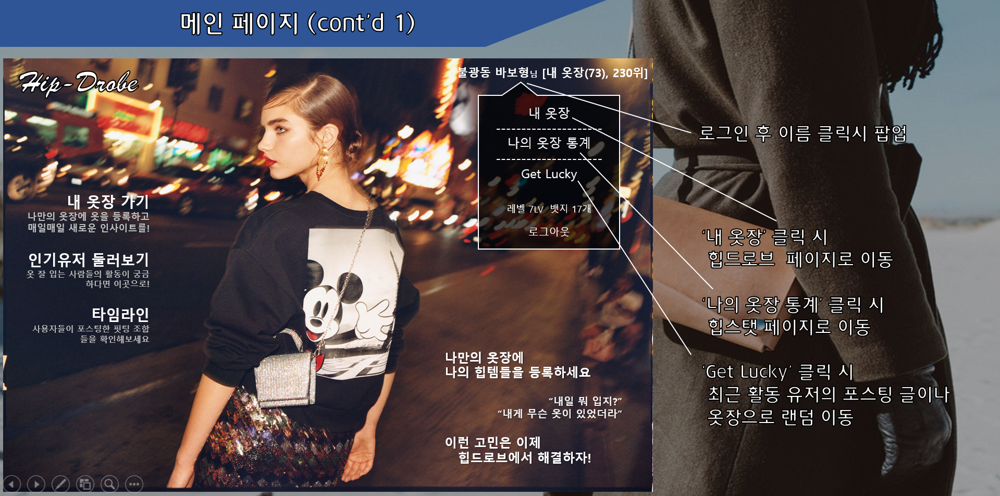 메인 페이지 (cont'd 1)
Hip-Drobe
불광동 바보형님 [내 옷장(73), 230위]
내 옷장
---------------------
나의 옷장 통계
---------------------
Get Lucky
레벨 7LV 뱃지 17개
로그아웃
내 옷장 가기
나만의 옷장에 옷을 등록하고
매일매일 새로운 인사이트를!
인기유저 둘러보기
옷 잘 입는 사람들의 활동이 궁금
하다면 이곳으로!
타임라인
사용자들이 포스팅한 핏팅 조합
들을 확인해보세요
나만의 옷장에
나의 힙템들을 등록하세요
“내일 뭐 입지?”
“내게 무슨 옷이 있었더라”
이런 고민은 이제
힙드로브에서 해결하자!
로그인 후 이름 클릭시 팝업
‘내 옷장’ 클릭 시
힙드로브 페이지로 이동
‘나의 옷장 통계’ 클릭 시
힙스탯 페이지로 이동
‘Get Lucky’ 클릭 시
최근 활동 유저의 포스팅 글이나
옷장으로 랜덤 이동